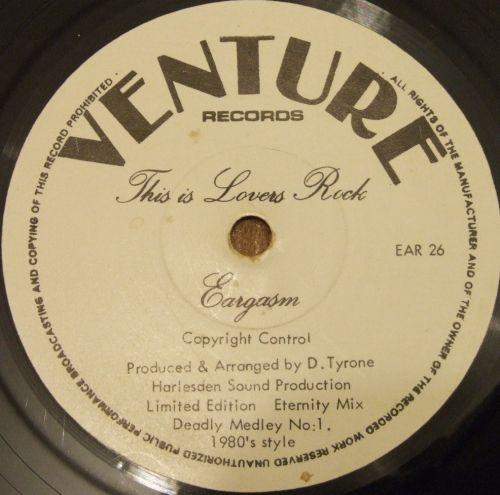 VENTURE
RECORDS
This is Lovers Rock
EAR 26
Eargasm
Copyright Control
Produced & Arranged by D.Tyrone
Harlesden Sound Production
Limited Edition Eternity Mix
Deadly Medley No:1.
1980's style
ALL RIGHTS OF THE MANUFACTURER AND OF THE OWNER OF THE RECORDED WORK RESERVED UNAUTHORIZED PUBLIC PERFORMANCE BROADCASTING AND COPYING OF THIS RECORD PROHIBITED.